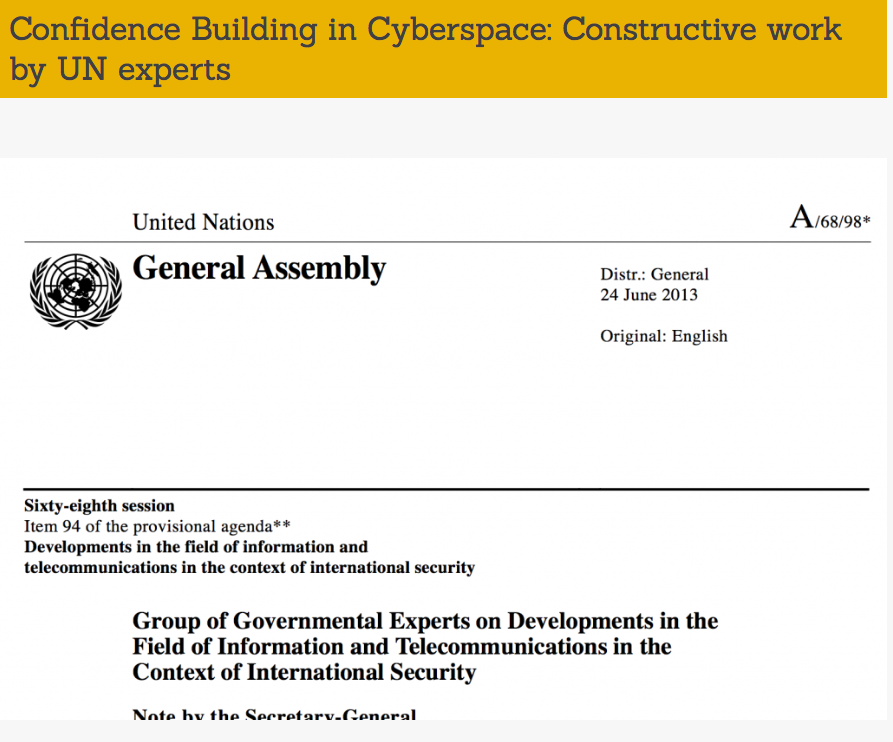 Confidence Building in Cyberspace: Constructive work
by UN experts
United Nations
A/68/98*
General Assembly
Distr.: General
24 June 2013
Original: English
Sixty-eighth session
Item 94 of the provisional agenda**
Developments in the field of information and
telecommunications in the context of international security
Group of Governmental Experts on Developments in the
Field of Information and Telecommunications in the
Context of International Security
Note by the Secretary-General